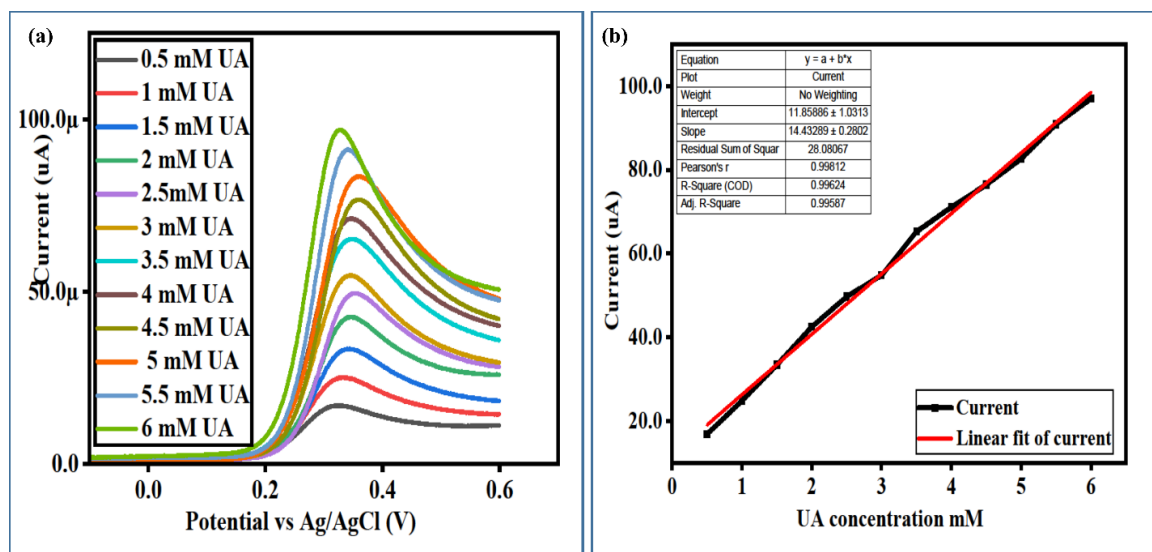 (a)
0.5 mM UA
1 mM UA
1.5 mM UA
2 mM UA
2.5mM UA
3 mM UA
3.5 mM UA
4 mM UA
4.5 mM UA
5 mM UA
5.5 mM UA
6 mM UA
Current (uA)
100.0µ
50.0µ
0.0
0.0 0.2 0.4 0.6
Potential vs Ag/AgCl (V)
(b)
Equation y = a + b*x
Plot Current
Weight No Weighting
Intercept 11.85886 ± 1.0313
Slope 14.43289 ± 0.2802
Residual Sum of Squar 28.08067
Pearson's r 0.99812
R-Square (COD) 0.99624
Adj. R-Square 0.99587
Current (uA)
100.0
80.0
60.0
40.0
20.0
Current
Linear fit of current
0 1 2 3 4 5 6
UA concentration mM